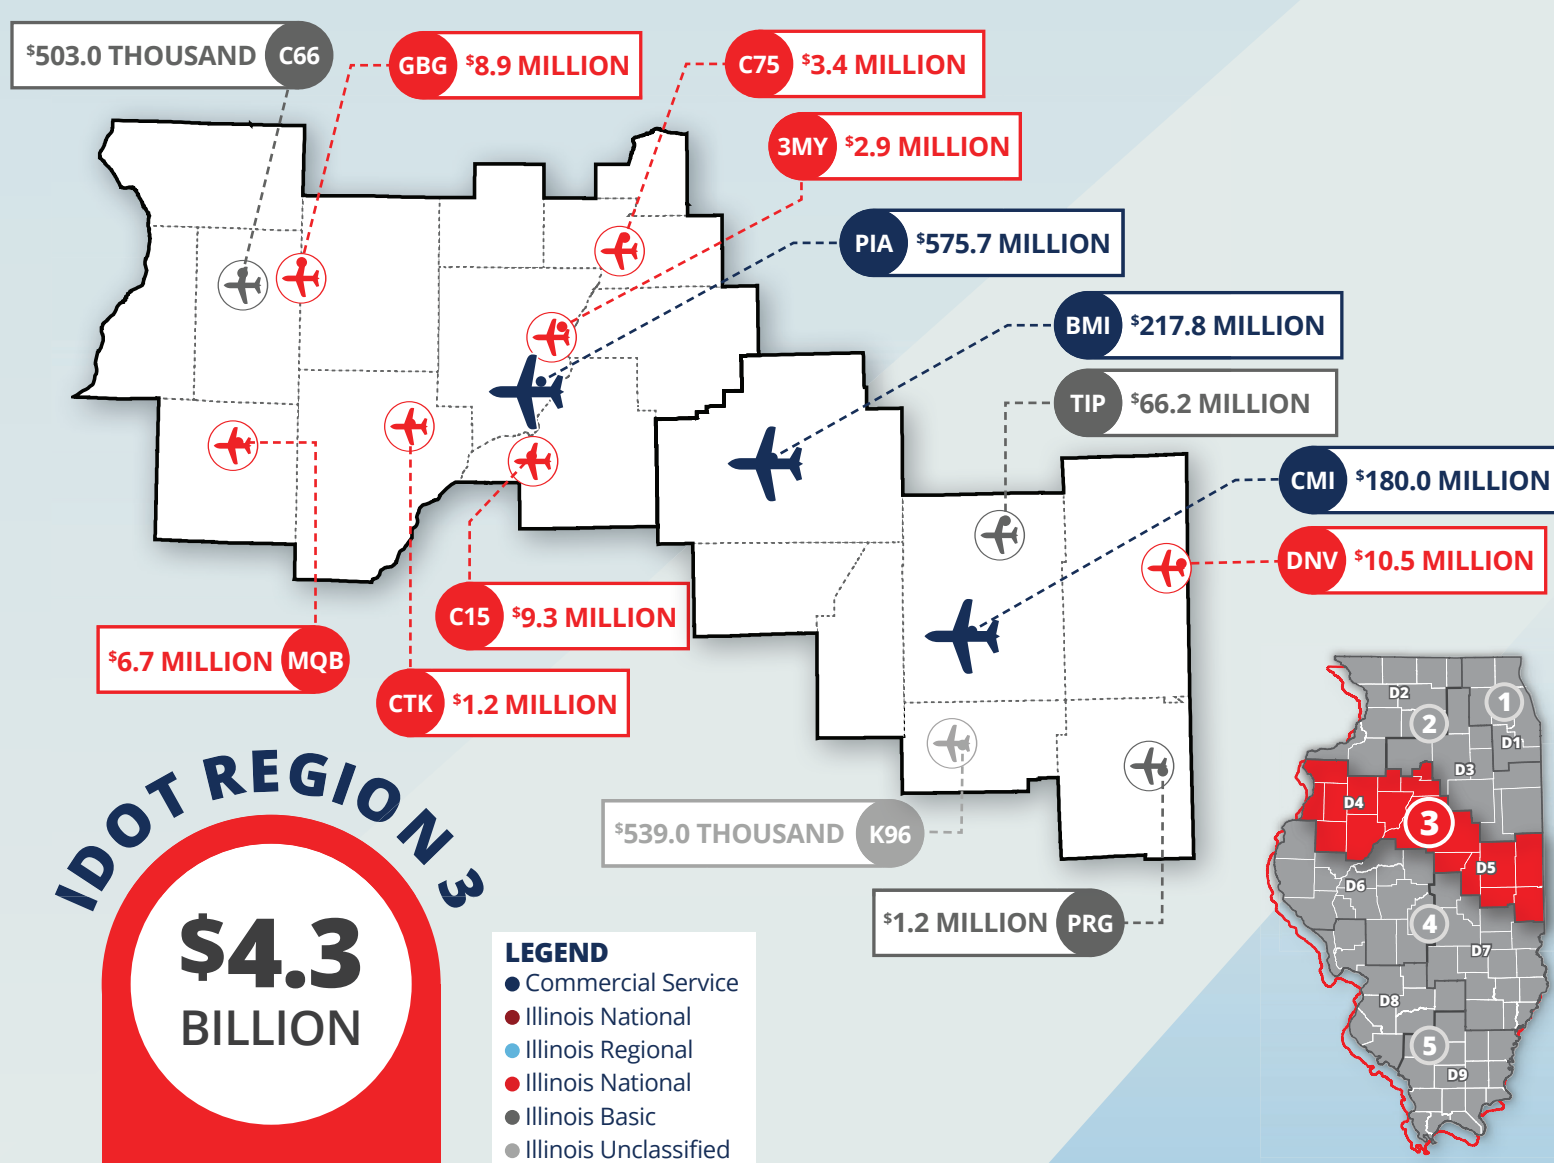 $503.0 THOUSAND C66
GBG $8.9 MILLION
C75 $3.4 MILLION
3MY $2.9 MILLION
PIA $575.7 MILLION
BMI $217.8 MILLION
TIP $66.2 MILLION
CMI $180.0 MILLION
DNV $10.5 MILLION
C15 $9.3 MILLION
$6.7 MILLION MQB
CTK $1.2 MILLION
$539.0 THOUSAND K96
$1.2 MILLION PRG
IDOT REGION 3
$4.3
BILLION
LEGEND
Commercial Service
Illinois National
Illinois Regional
Illinois National
Illinois Basic
Illinois Unclassified
D2
1
2
D1
D3
D4
3
D5
D6
4
D7
D8
5
D9